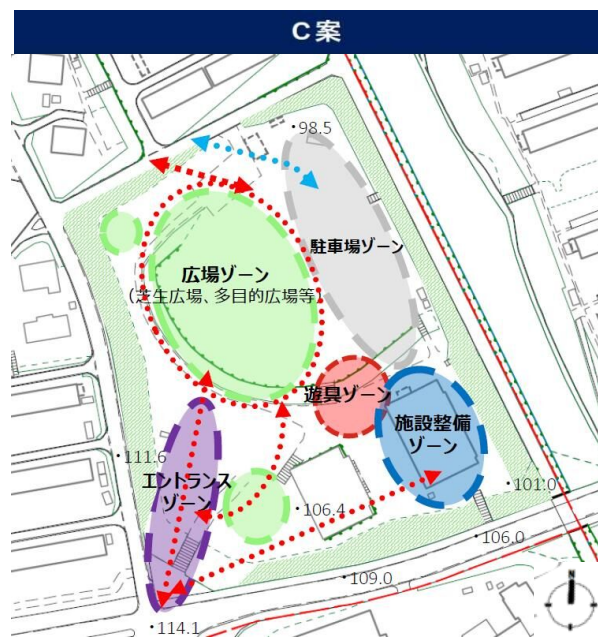 C案
・98.5
駐車場ゾーン
広場ゾーン
(芝生広場、多目的広場等)
遊具ゾーン
施設整備
ゾーン
・111.6
エントランス
ゾーン
・106.4
・101.0
・106.0
・109.0
・114.1
N